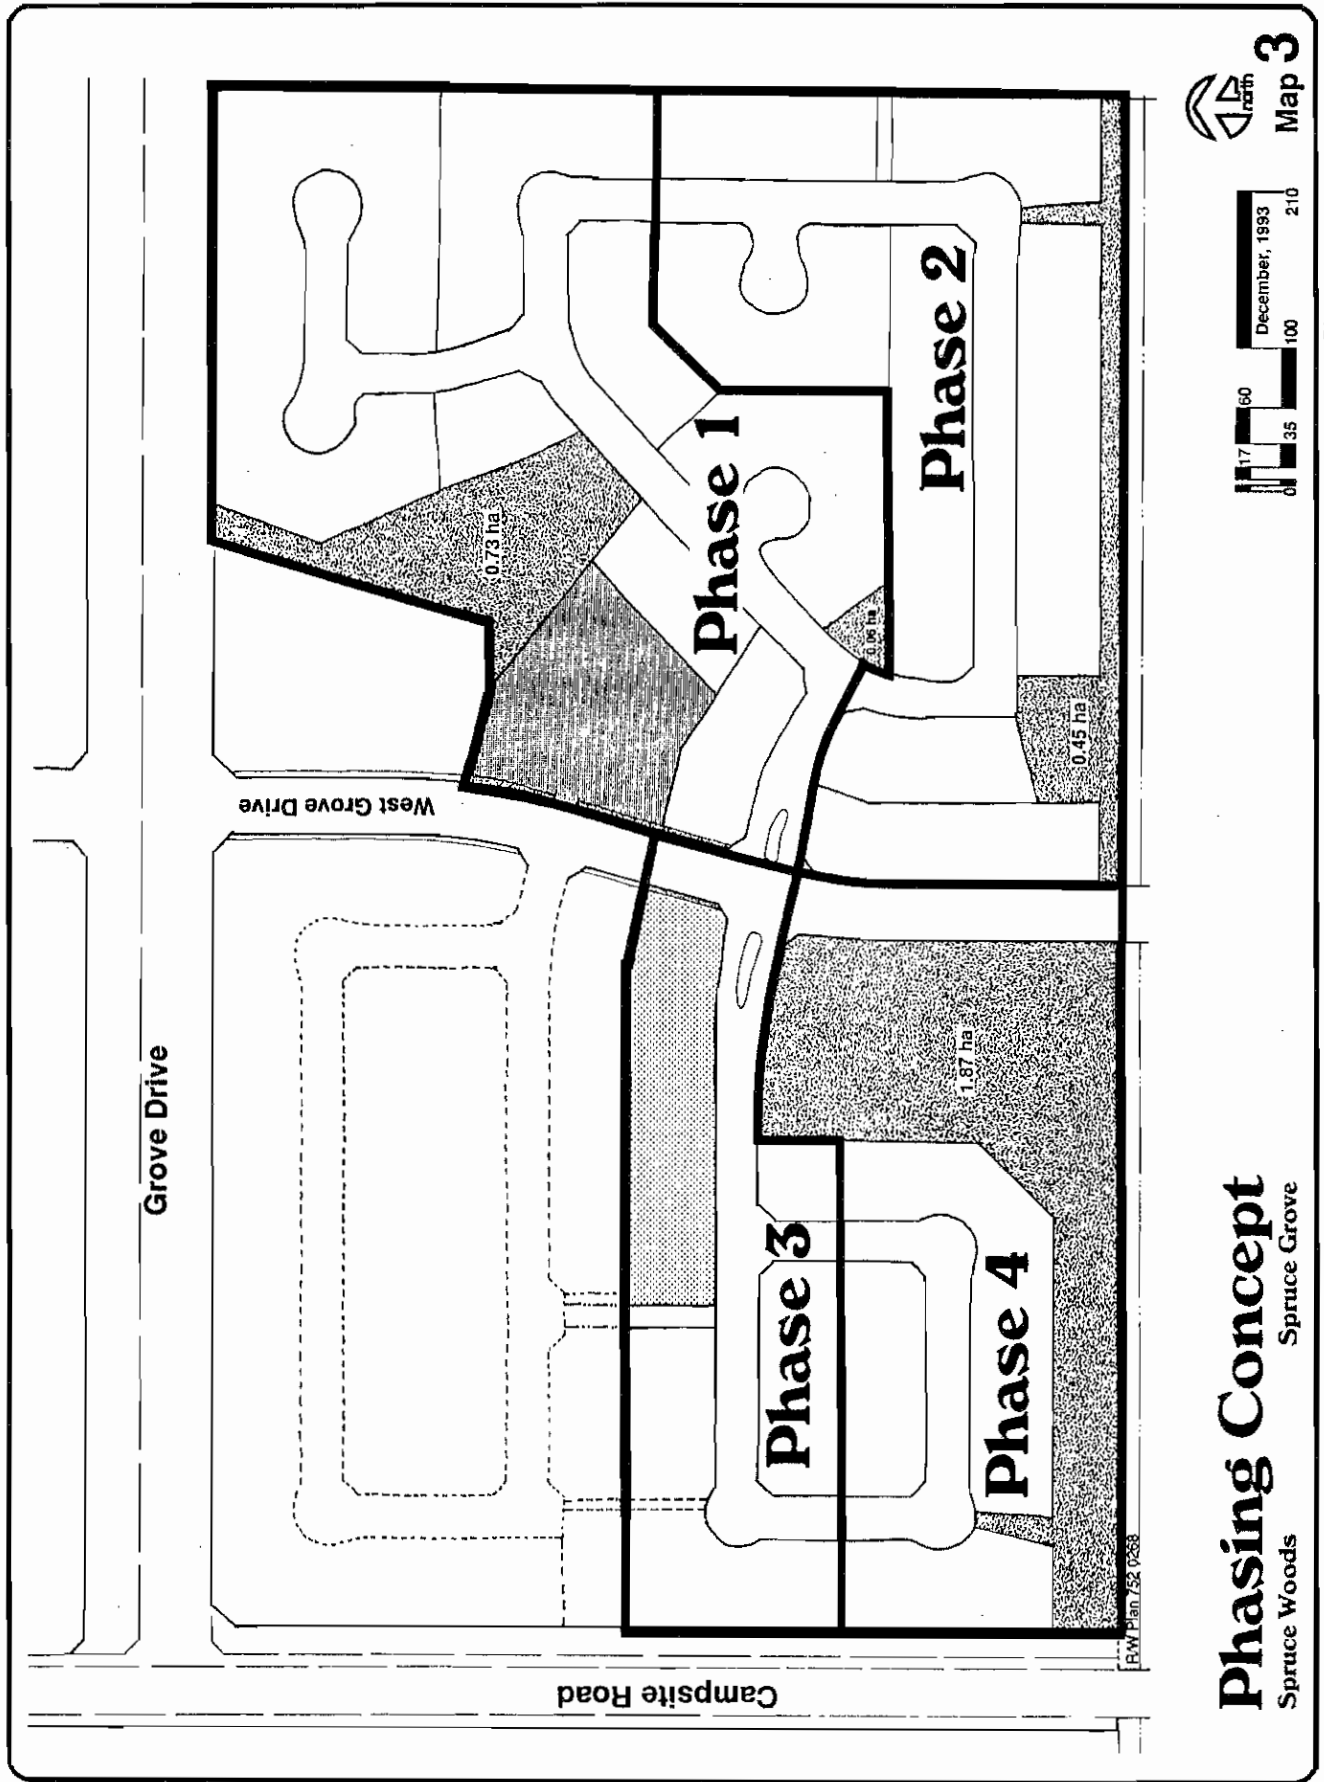 Grove Drive
West Grove Drive
Campsite Road
0.73 ha
Phase 1
0.06 ha
Phase 2
0.45 ha
Phase 3
Phase 4
1.87 ha
R/W Plan 752 0268
Phasing Concept
Spruce Woods Spruce Grove
17 60
December, 1993
0 35 100 210
north
Map 3